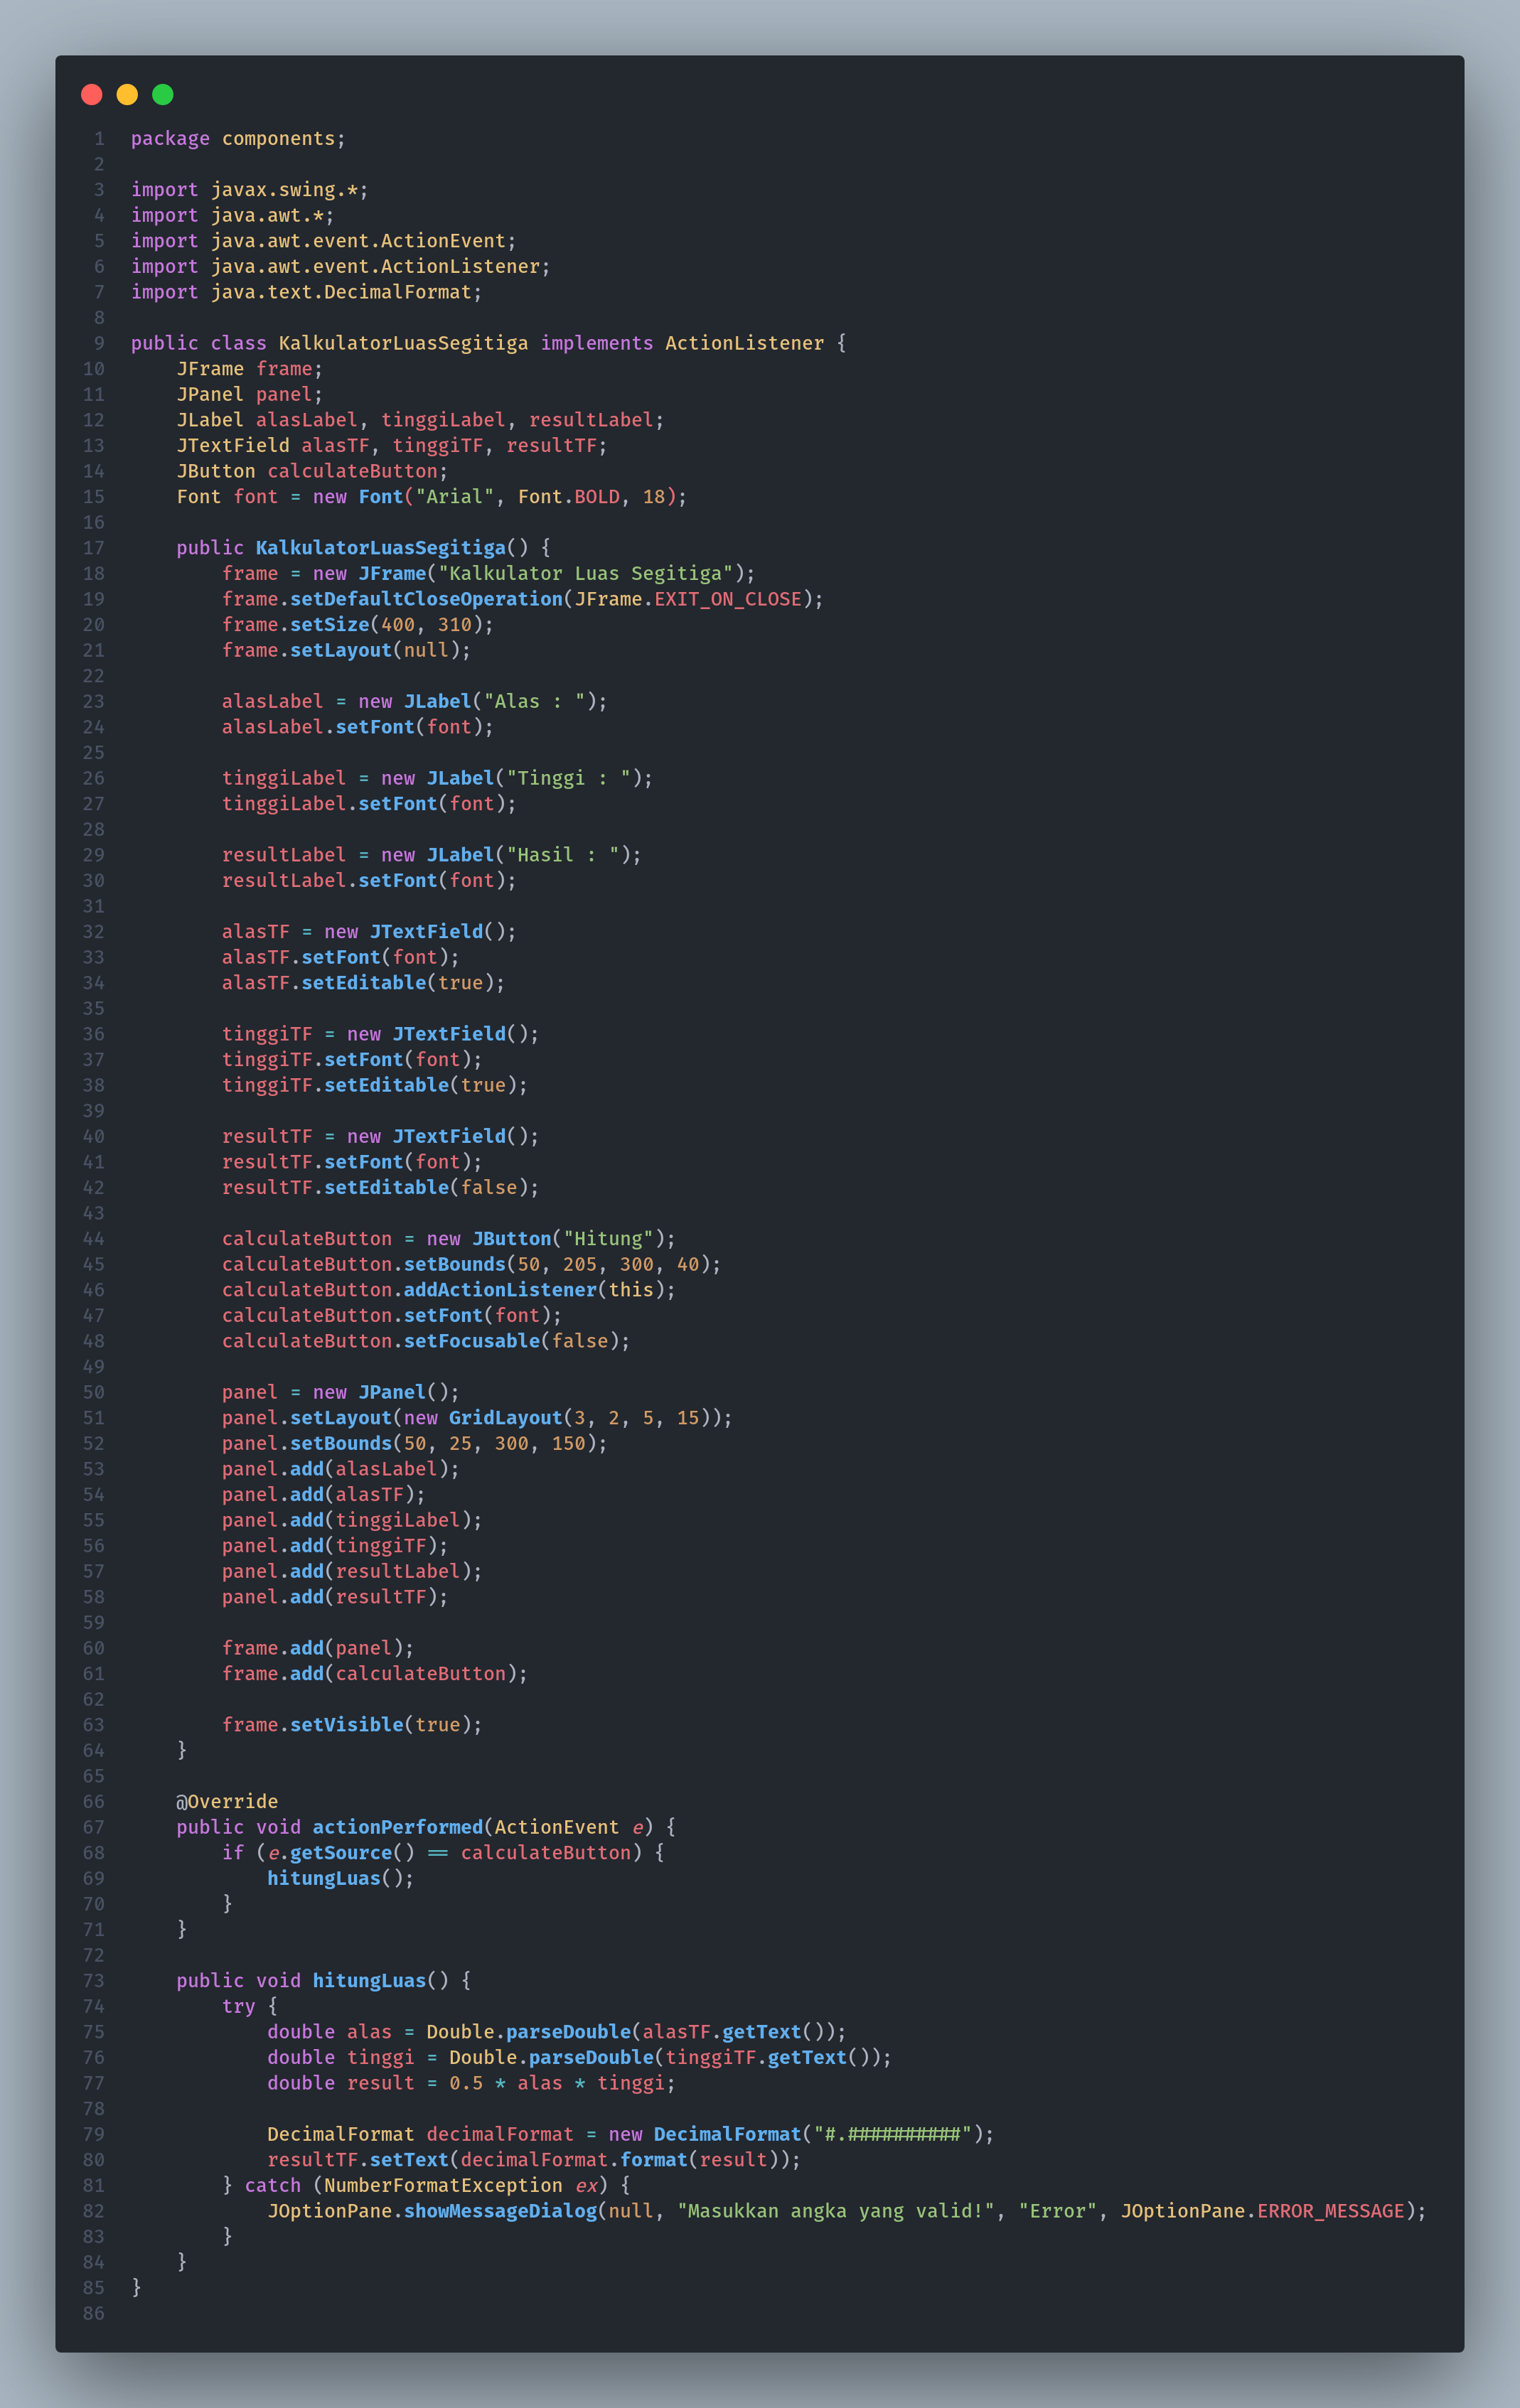 1 package components;
2
3 import javax.swing.*;
4 import java.awt.*;
5 import java.awt.event.ActionEvent;
6 import java.awt.event.ActionListener;
7 import java.text.DecimalFormat;
8
9 public class KalkulatorLuasSegitiga implements ActionListener {
10     JFrame frame;
11     JPanel panel;
12     JLabel alasLabel, tinggiLabel, resultLabel;
13     JTextField alasTF, tinggiTF, resultTF;
14     JButton calculateButton;
15     Font font = new Font("Arial", Font.BOLD, 18);
16
17     public KalkulatorLuasSegitiga() {
18         frame = new JFrame("Kalkulator Luas Segitiga");
19         frame.setDefaultCloseOperation(JFrame.EXIT_ON_CLOSE);
20         frame.setSize(400, 310);
21         frame.setLayout(null);
22
23         alasLabel = new JLabel("Alas : ");
24         alasLabel.setFont(font);
25
26         tinggiLabel = new JLabel("Tinggi : ");
27         tinggiLabel.setFont(font);
28
29         resultLabel = new JLabel("Hasil : ");
30         resultLabel.setFont(font);
31
32         alasTF = new JTextField();
33         alasTF.setFont(font);
34         alasTF.setEditable(true);
35
36         tinggiTF = new JTextField();
37         tinggiTF.setFont(font);
38         tinggiTF.setEditable(true);
39
40         resultTF = new JTextField();
41         resultTF.setFont(font);
42         resultTF.setEditable(false);
43
44         calculateButton = new JButton("Hitung");
45         calculateButton.setBounds(50, 205, 300, 40);
46         calculateButton.addActionListener(this);
47         calculateButton.setFont(font);
48         calculateButton.setFocusable(false);
49
50         panel = new JPanel();
51         panel.setLayout(new GridLayout(3, 2, 5, 15));
52         panel.setBounds(50, 25, 300, 150);
53         panel.add(alasLabel);
54         panel.add(alasTF);
55         panel.add(tinggiLabel);
56         panel.add(tinggiTF);
57         panel.add(resultLabel);
58         panel.add(resultTF);
59
60         frame.add(panel);
61         frame.add(calculateButton);
62
63         frame.setVisible(true);
64     }
65
66     @Override
67     public void actionPerformed(ActionEvent e) {
68         if (e.getSource() == calculateButton) {
69             hitungLuas();
70         }
71     }
72
73     public void hitungLuas() {
74         try {
75             double alas = Double.parseDouble(alasTF.getText());
76             double tinggi = Double.parseDouble(tinggiTF.getText());
77             double result = 0.5 * alas * tinggi;
78
79             DecimalFormat decimalFormat = new DecimalFormat("#.##########");
80             resultTF.setText(decimalFormat.format(result));
81         } catch (NumberFormatException ex) {
82             JOptionPane.showMessageDialog(null, "Masukkan angka yang valid!", "Error", JOptionPane.ERROR_MESSAGE);
83         }
84     }
85 }
86